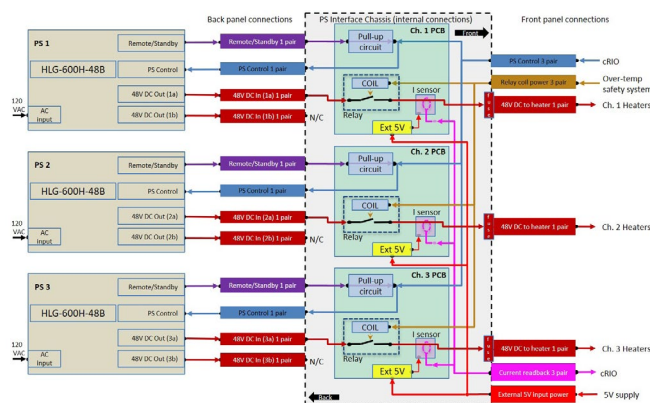 Back panel connections
PS Interface Chassis (internal connections)
Front panel connections
Front
PS 1
Remote/Standby
HLG-600H-48B
PS Control
48V DC Out (1a)
48V DC Out (1b)
120
VAC
AC
input
Remote/Standby 1 pair
PS Control 1 pair
48V DC In (1a) 1 pair
48V DC In (1b) 1 pair
N/C
Ch. 1 PCB
Pull-up
circuit
COIL
I sensor
Relay
Ext 5V
PS Control 3 pair
cRIO
Relay coil power 3 pair
Over-temp
safety system
Fuse
48V DC to heater 1 pair
Ch. 1 Heaters
PS 2
Remote/Standby
HLG-600H-48B
PS Control
48V DC Out (2a)
48V DC Out (2b)
120
VAC
AC
input
Remote/Standby 1 pair
PS Control 1 pair
48V DC In (2a) 1 pair
48V DC In (2b) 1 pair
N/C
Ch. 2 PCB
Pull-up
circuit
COIL
I sensor
Relay
Ext 5V
Fuse
48V DC to heater 1 pair
Ch. 2 Heaters
PS 3
Remote/Standby
HLG-600H-48B
PS Control
48V DC Out (3a)
48V DC Out (3b)
120
VAC
AC
input
Remote/Standby 1 pair
PS Control 1 pair
48V DC In (3a) 1 pair
48V DC In (3b) 1 pair
N/C
Ch. 3 PCB
Pull-up
circuit
COIL
I sensor
Relay
Ext 5V
Fuse
48V DC to heater 1 pair
Ch. 3 Heaters
Current readback 3 pair
cRIO
External 5V Input power
5V supply
Back